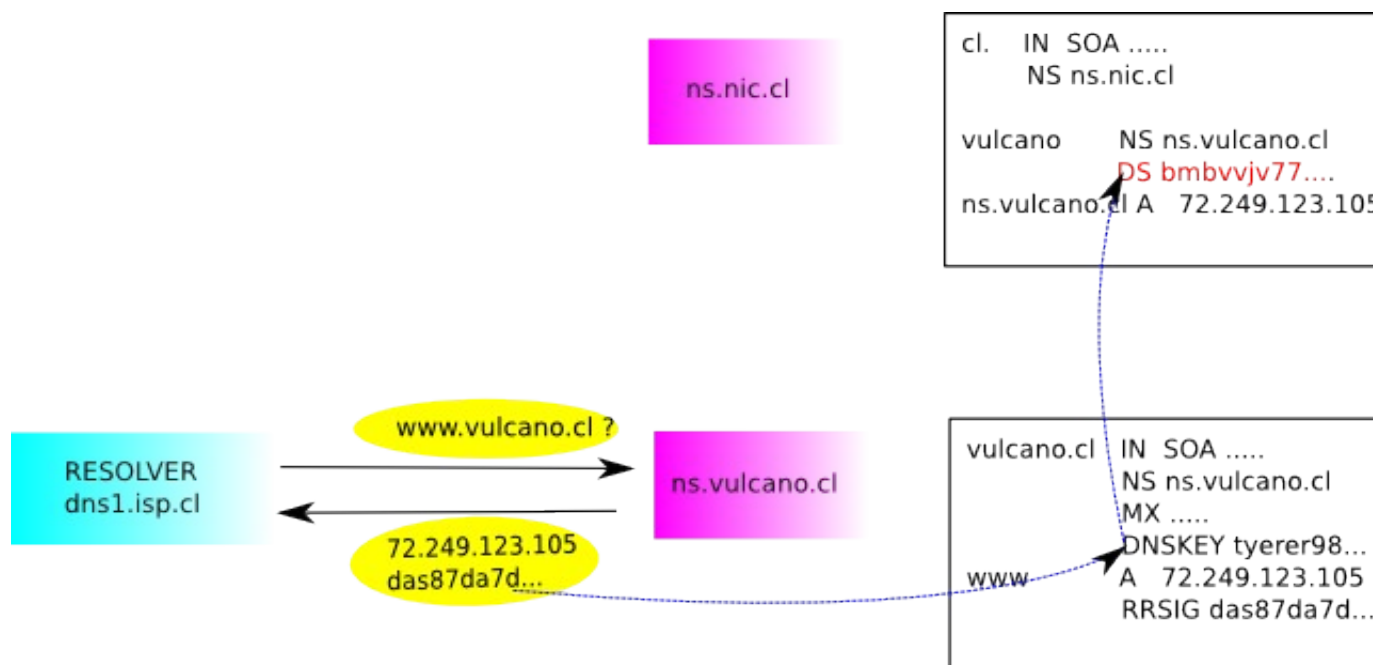 ns.nic.cl
cl. IN SOA .....
NS ns.nic.cl
vulcano NS ns.vulcano.cl
DS bmbvvjv77....
ns.vulcano.cl A 72.249.123.105
RESOLVER
dns1.isp.cl
www.vulcano.cl ?
72.249.123.105
das87da7d...
ns.vulcano.cl
vulcano.cl IN SOA .....
NS ns.vulcano.cl
MX .....
DNSKEY tyerer98...
www A 72.249.123.105
RRSIG das87da7d...